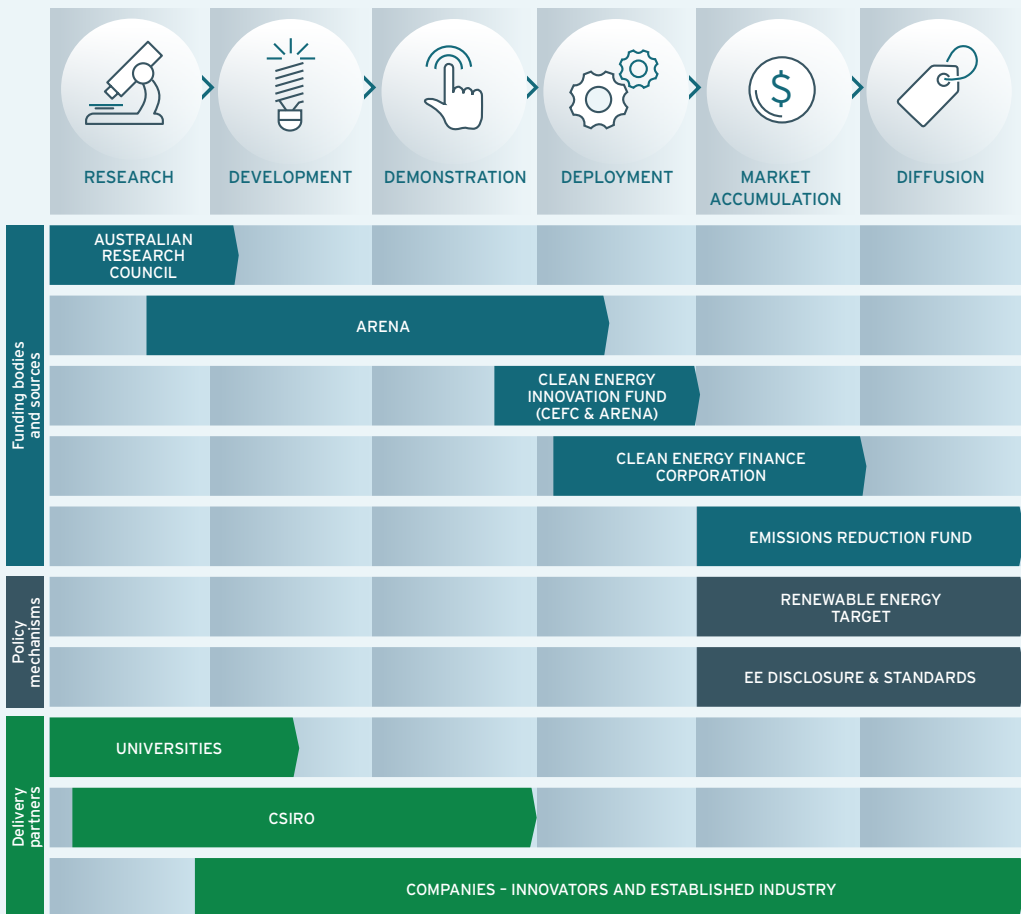 $
RESEARCH
DEVELOPMENT
DEMONSTRATION
DEPLOYMENT
MARKET
ACCUMULATION
DIFFUSION
Funding bodies
and sources
AUSTRALIAN
RESEARCH
COUNCIL
ARENA
CLEAN ENERGY
INNOVATION FUND
(CEFC & ARENA)
CLEAN ENERGY FINANCE
CORPORATION
EMISSIONS REDUCTION FUND
Policy
mechanisms
RENEWABLE ENERGY
TARGET
EE DISCLOSURE & STANDARDS
Delivery
partners
UNIVERSITIES
CSIRO
COMPANIES – INNOVATORS AND ESTABLISHED INDUSTRY